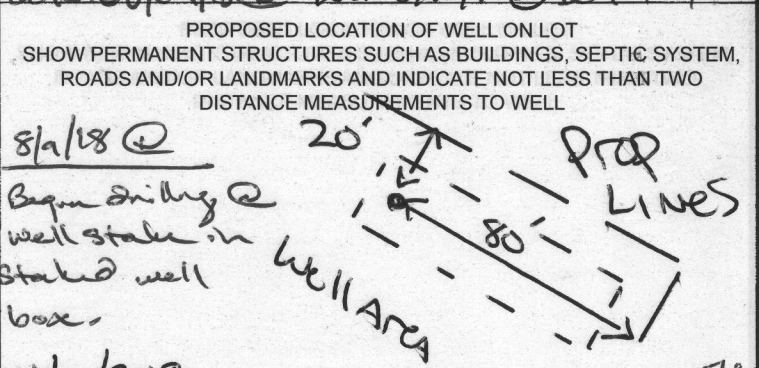 PROPOSED LOCATION OF WELL ON LOT
SHOW PERMANENT STRUCTURES SUCH AS BUILDINGS, SEPTIC SYSTEM,
ROADS AND/OR LANDMARKS AND INDICATE NOT LESS THAN TWO
DISTANCE MEASUREMENTS TO WELL
20'
8/9/18 @
Prop
LINES
Begin drilling @
well stake in
staked well
box.
80'
Well Area